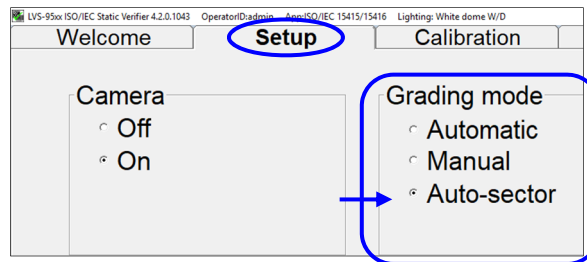 LVS-95xx ISO/IEC Static Verifier 4.2.0.1043 OperatorID:admin App:ISO/IEC 15415/15416 Lighting: White dome W/D
Welcome Setup Calibration
Camera
Off
On
Grading mode
Automatic
Manual
Auto-sector